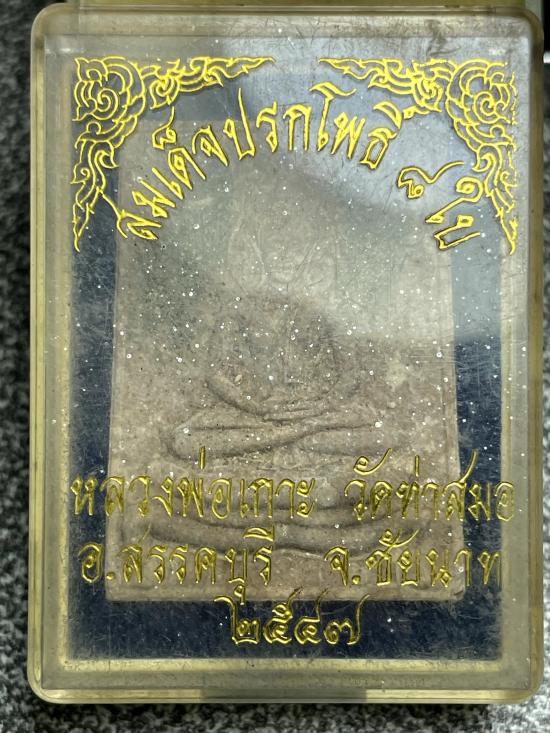 สมเด็จปรกโพธิ์ ๙ ใบ
หลวงพ่อเกาะ วัดท่าสมอ
อ.สรรคบุรี จ.ชัยนาท
๒๕๔๗